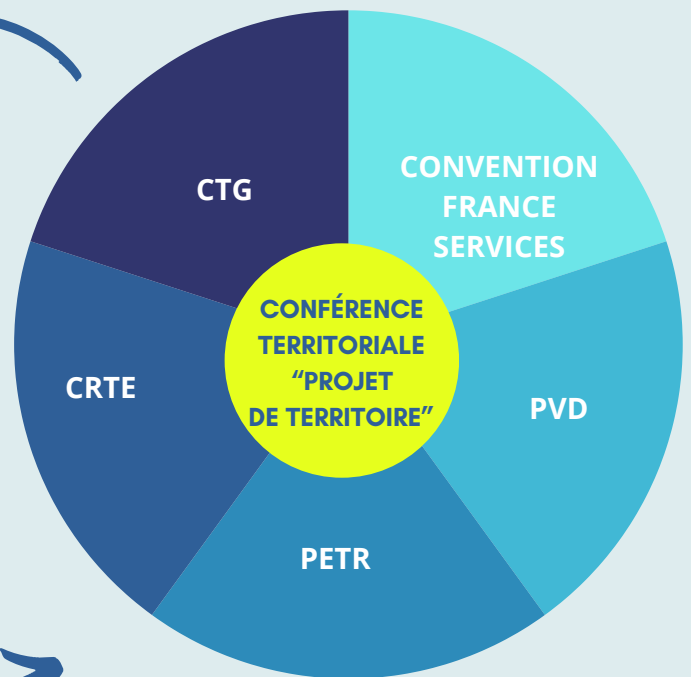 CTG
CONVENTION
FRANCE
SERVICES
CONFÉRENCE
TERRITORIALE
“PROJET
DE TERRITOIRE”
CRTE
PVD
PETR